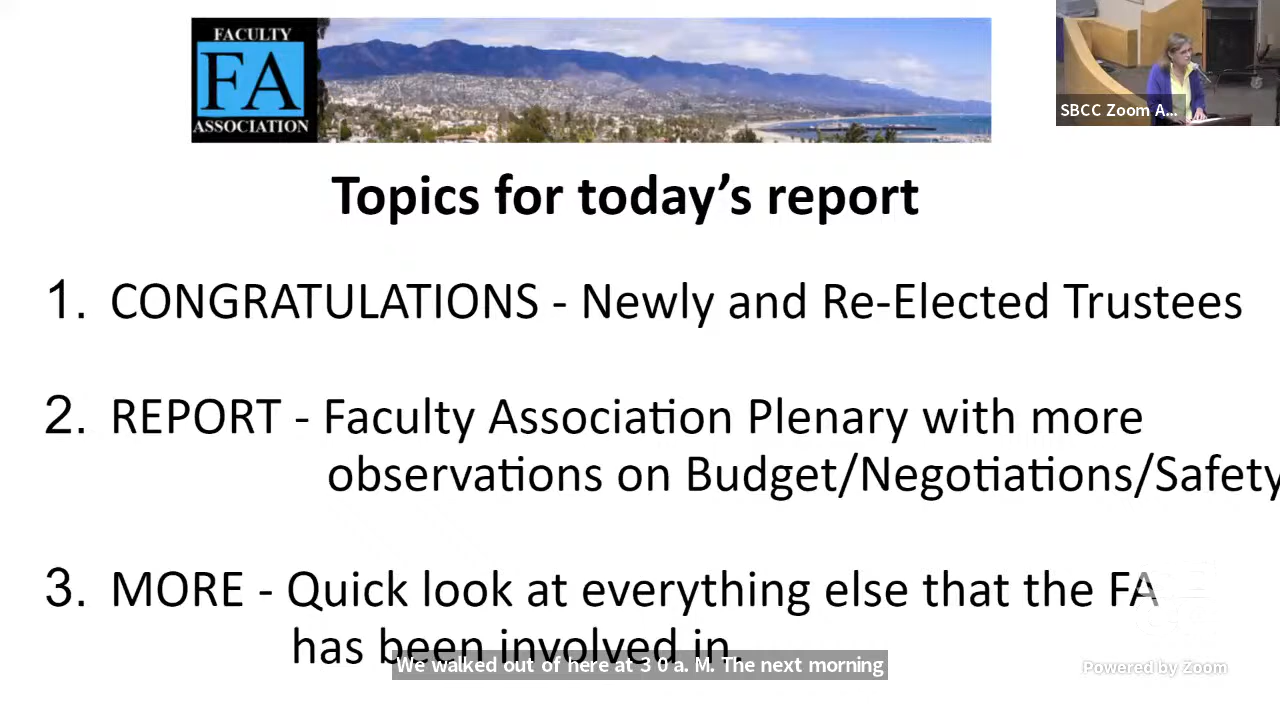 FACULTY
FA
ASSOCIATION
SBCC Zoom A...
Topics for today's report
1. CONGRATULATIONS - Newly and Re-Elected Trustees
2. REPORT - Faculty Association Plenary with more
observations on Budget/Negotiations/Safety
3. MORE - Quick look at everything else that the FA
has been involved in
We walked out of here at 3 0 a. M. The next morning
Powered by Zoom